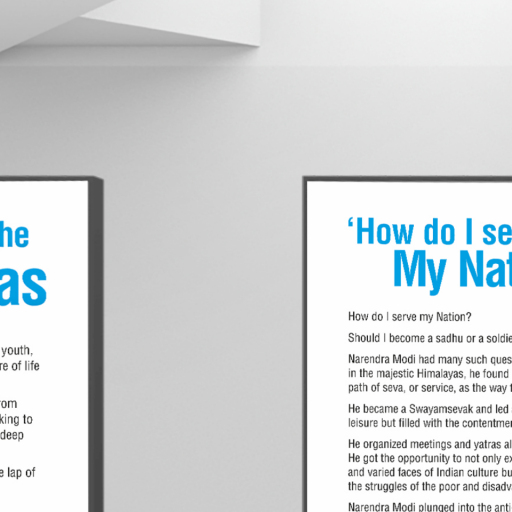 he
as
youth,
re of life
rom
king to
deep
e lap of
‘How do I se
My Nat
How do I serve my Nation?
Should I become a sadhu or a soldie
Narendra Modi had many such ques
in the majestic Himalayas, he found
path of seva, or service, as the way t
He became a Swayamsevak and led
leisure but filled with the contentmen
He organized meetings and yatras al
He got the opportunity to not only ex
and varied faces of Indian culture bu
the struggles of the poor and disadva
Narendra Modi plunged into the anti